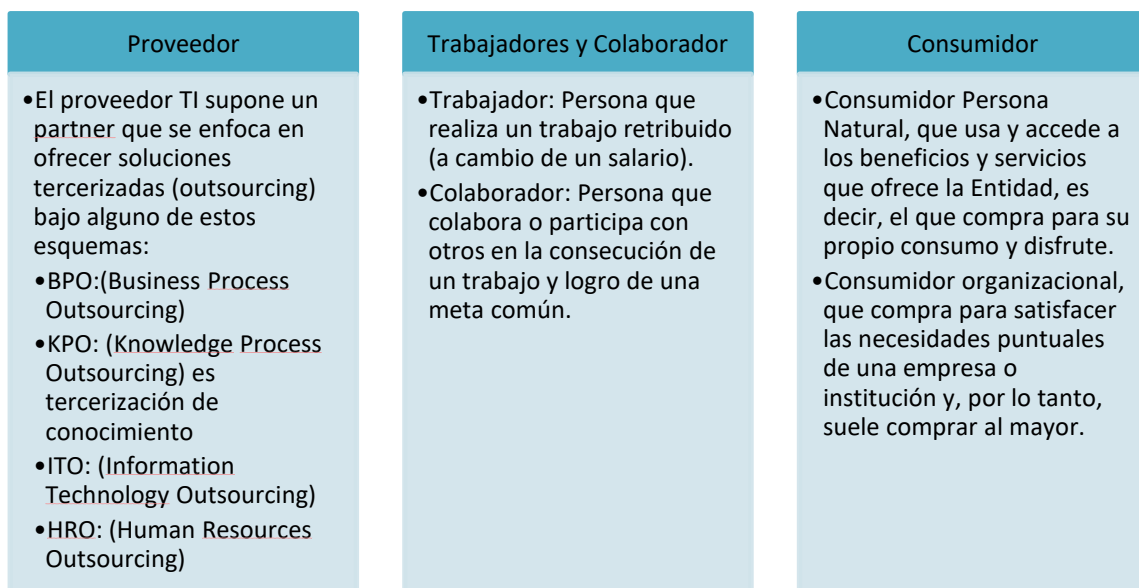 Proveedor
•El proveedor TI supone un
partner que se enfoca en
ofrecer soluciones
tercerizadas (outsourcing)
bajo alguno de estos
esquemas:
•BPO:(Business Process
Outsourcing)
•KPO: (Knowledge Process
Outsourcing) es
tercerización de
conocimiento
•ITO: (Information
Technology Outsourcing)
•HRO: (Human Resources
Outsourcing)
Trabajadores y Colaborador
•Trabajador: Persona que
realiza un trabajo retribuido
(a cambio de un salario).
•Colaborador: Persona que
colabora o participa con
otros en la consecución de
un trabajo y logro de una
meta común.
Consumidor
•Consumidor Persona
Natural, que usa y accede a
los beneficios y servicios
que ofrece la Entidad, es
decir, el que compra para su
propio consumo y disfrute.
•Consumidor organizacional,
que compra para satisfacer
las necesidades puntuales
de una empresa o
institución y, por lo tanto,
suele comprar al mayor.